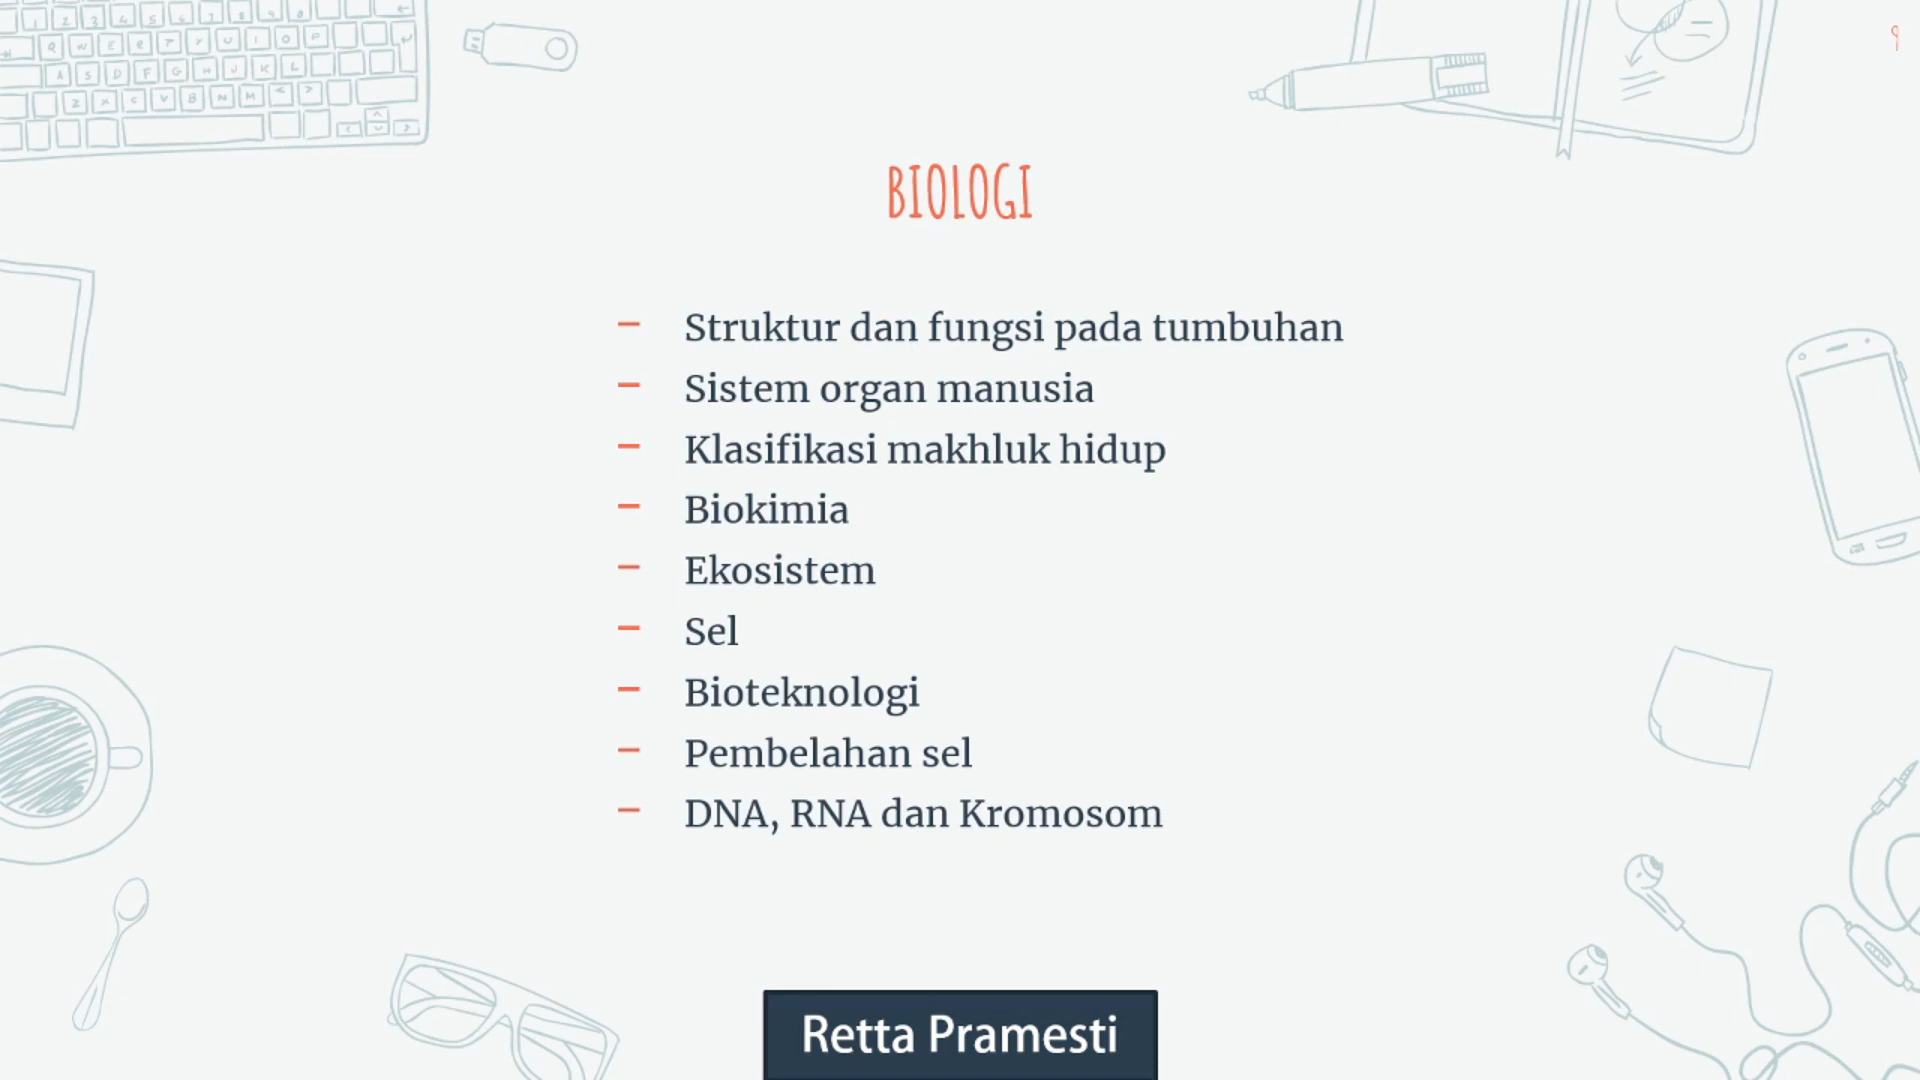 9
BIOLOGI
– Struktur dan fungsi pada tumbuhan
– Sistem organ manusia
– Klasifikasi makhluk hidup
– Biokimia
– Ekosistem
– Sel
– Bioteknologi
– Pembelahan sel
– DNA, RNA dan Kromosom
Retta Pramesti